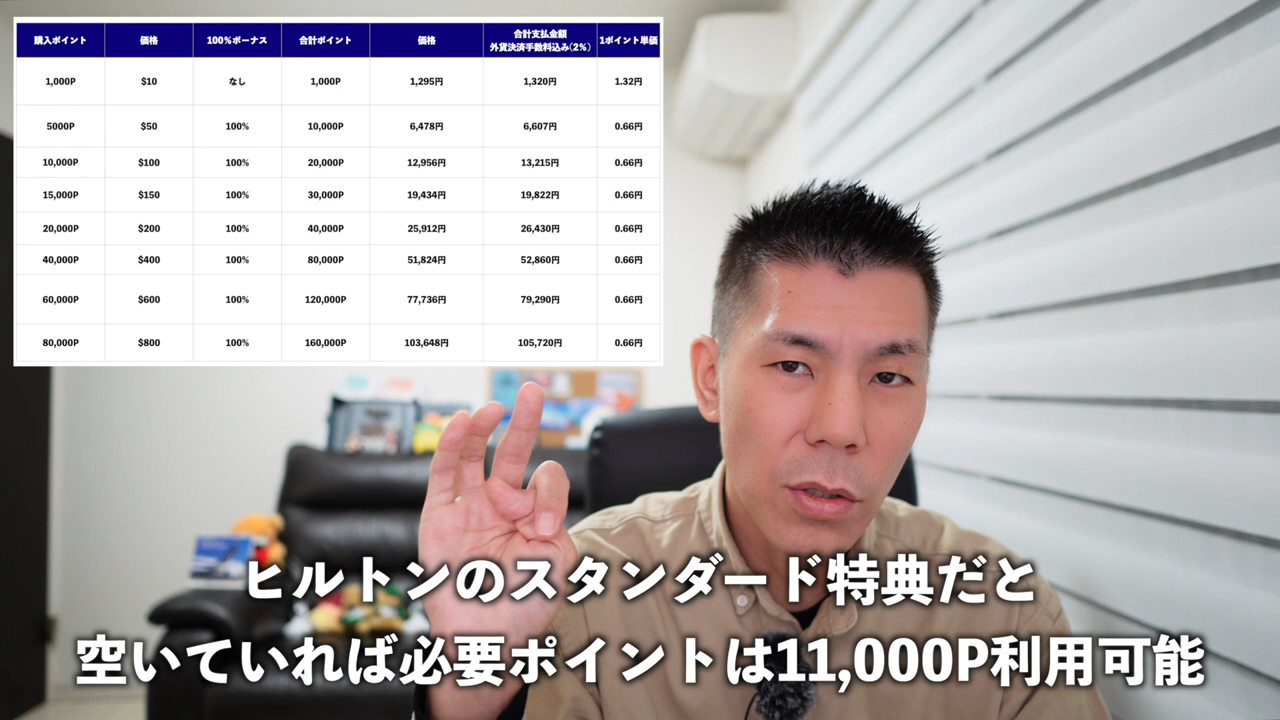 購入ポイント 価格 100%ボーナス 合計ポイント 価格 合計支払金額 外貨決済手数料込み(2%) 1ポイント単価
1,000P $10 なし 1,000P 1,295円 1,320円 1.32円
5000P $50 100% 10,000P 6,478円 6,607円 0.66円
10,000P $100 100% 20,000P 12,956円 13,215円 0.66円
15,000P $150 100% 30,000P 19,434円 19,822円 0.66円
20,000P $200 100% 40,000P 25,912円 26,430円 0.66円
40,000P $400 100% 80,000P 51,824円 52,860円 0.66円
60,000P $600 100% 120,000P 77,736円 79,290円 0.66円
80,000P $800 100% 160,000P 103,648円 105,720円 0.66円
ヒルトンのスタンダード特典だと
空いていれば必要ポイントは11,000P利用可能